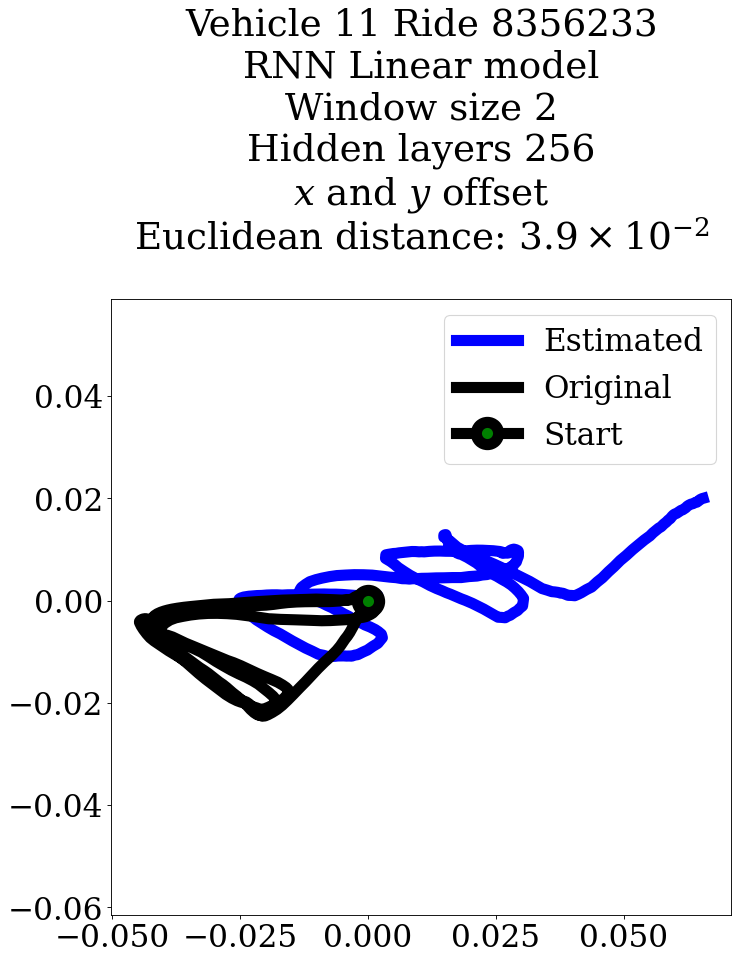 Vehicle 11 Ride 8356233
RNN Linear model
Window size 2
Hidden layers 256
x and y offset
Euclidean distance: 3.9 × 10⁻²
Estimated
Original
Start
0.04
0.02
0.00
−0.02
−0.04
−0.06
−0.050 −0.025 0.000 0.025 0.050